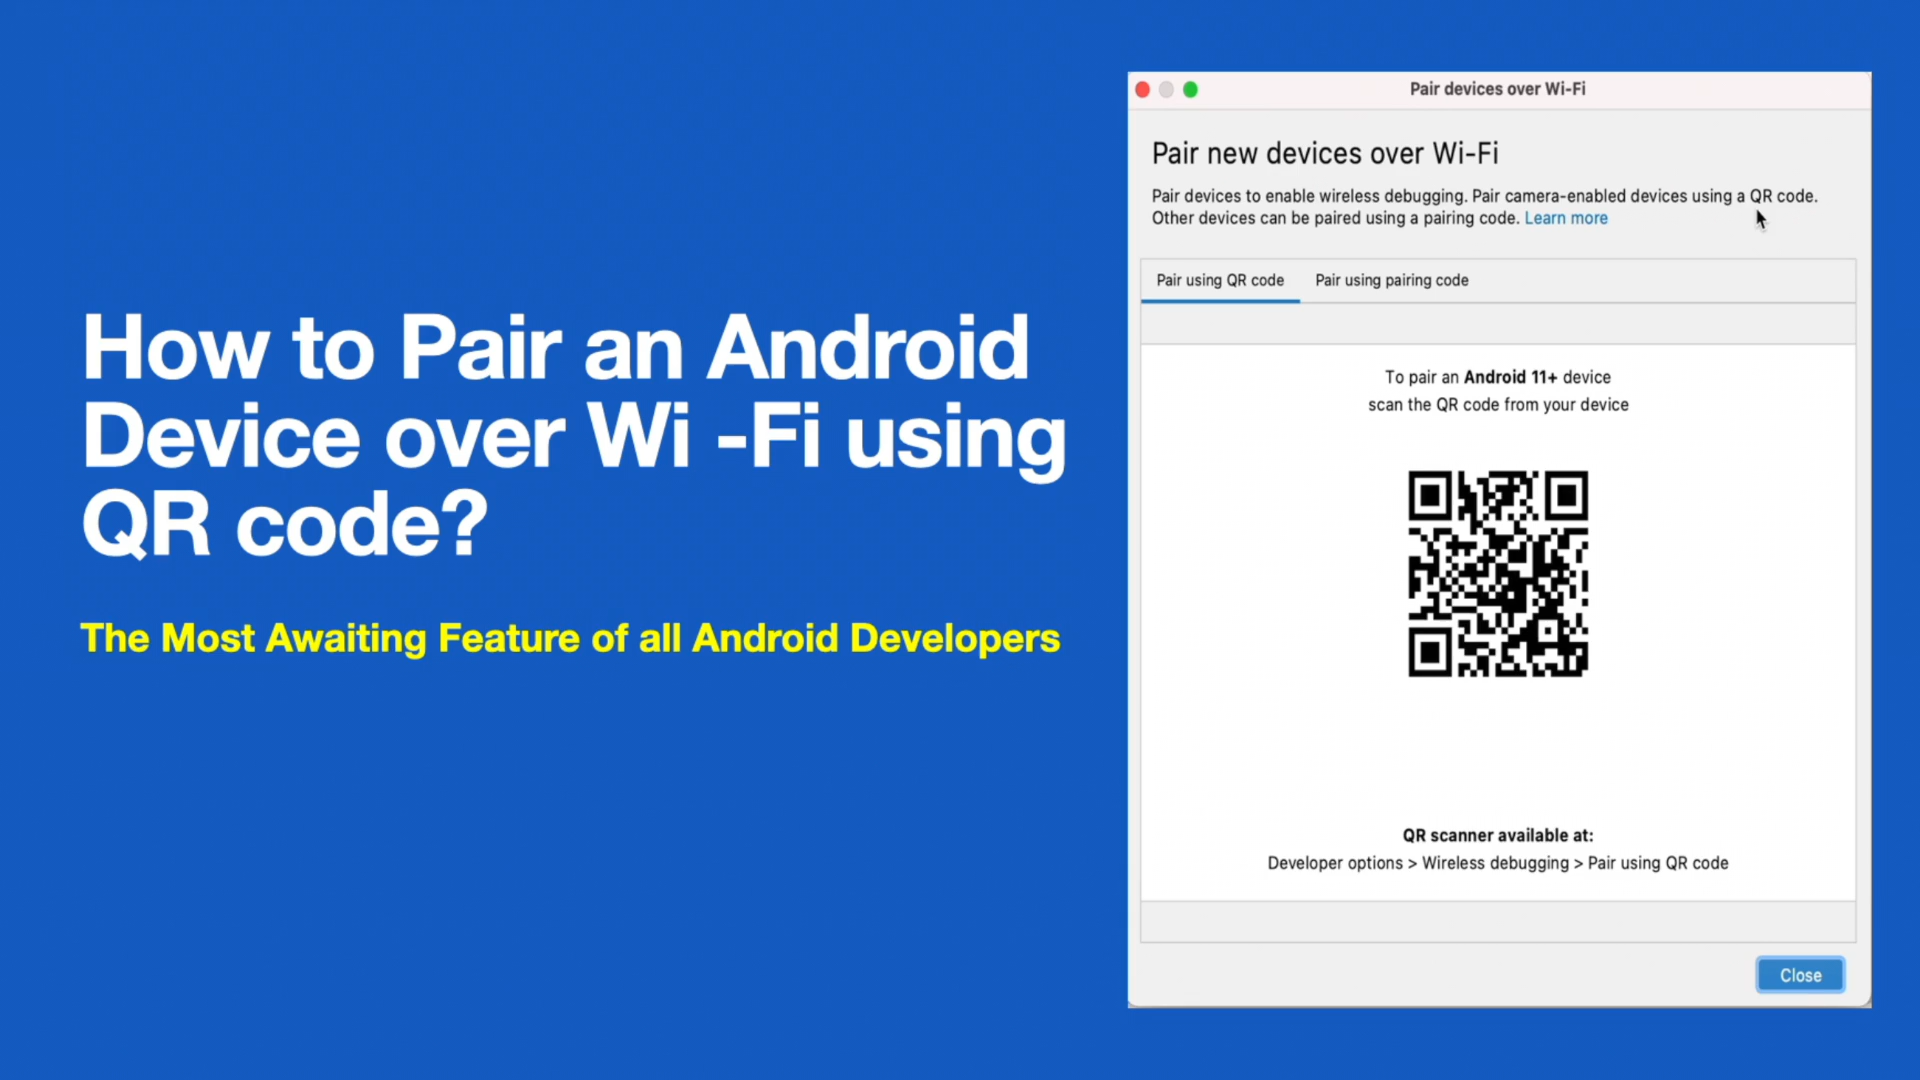 How to Pair an Android
Device over Wi -Fi using
QR code?
The Most Awaiting Feature of all Android Developers
Pair devices over Wi-Fi
Pair new devices over Wi-Fi
Pair devices to enable wireless debugging. Pair camera-enabled devices using a QR code.
Other devices can be paired using a pairing code. Learn more
Pair using QR code Pair using pairing code
To pair an Android 11+ device
scan the QR code from your device
QR scanner available at:
Developer options > Wireless debugging > Pair using QR code
Close